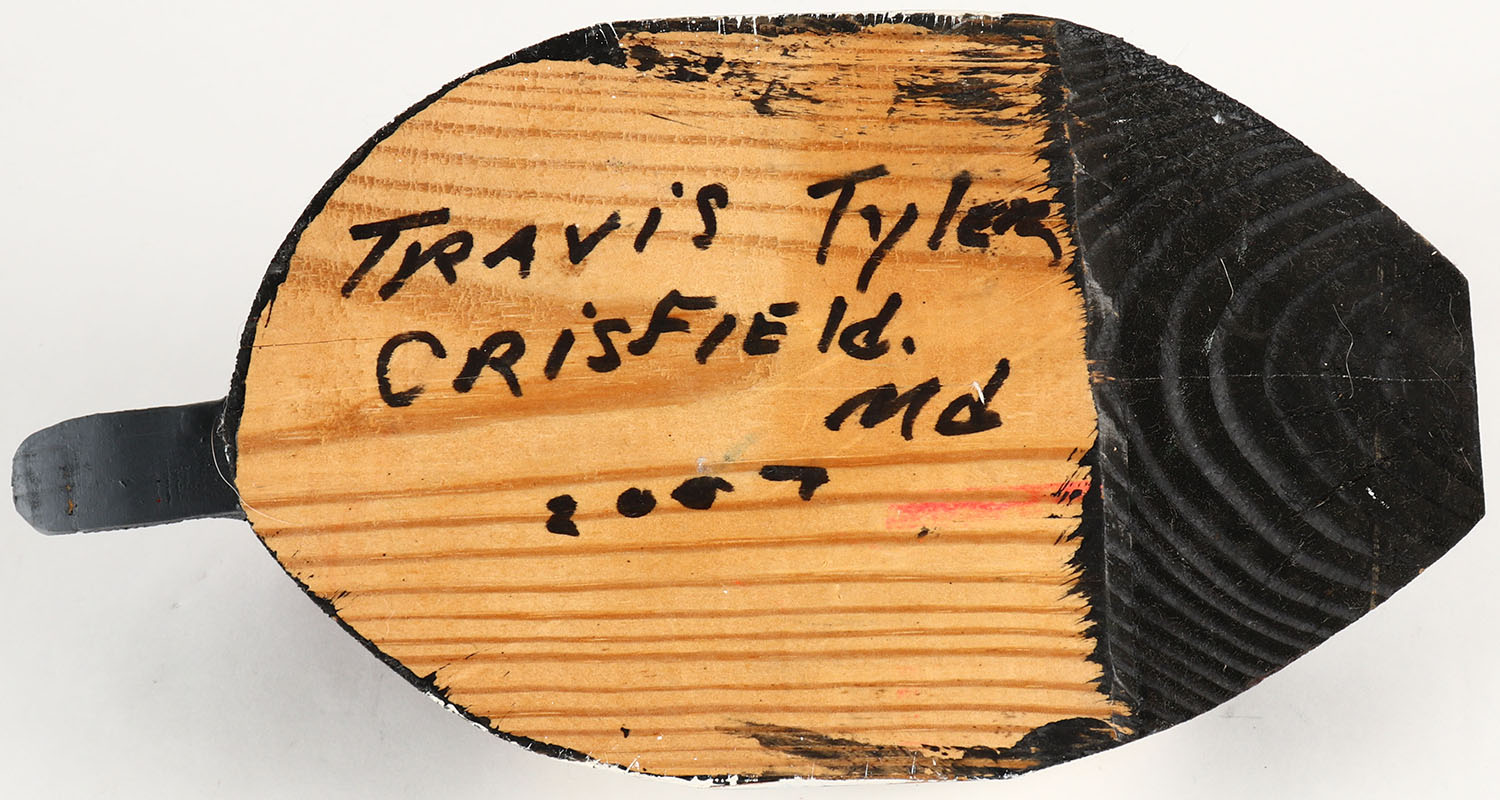 TRAViS Tyler
CRiSFIEld.
Md
2007